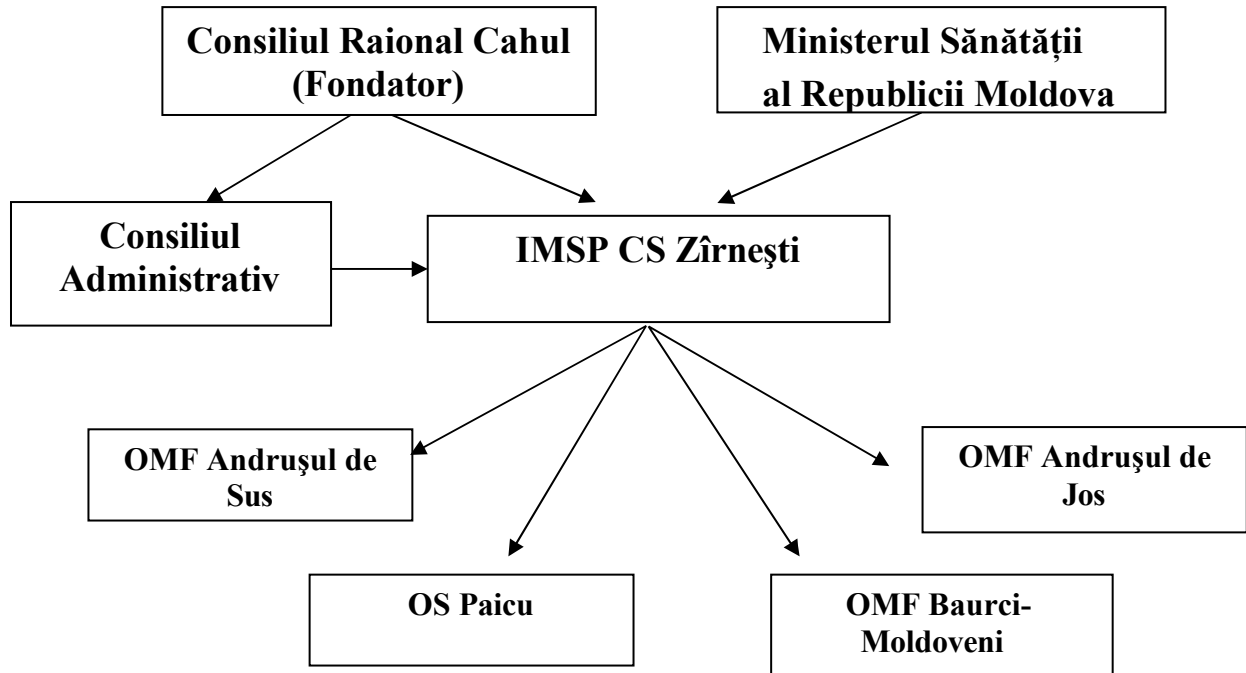 Consiliul Raional Cahul
(Fondator)
Ministerul Sănătății
al Republicii Moldova
Consiliul
Administrativ
IMSP CS Zîrneşti
OMF Andruşul de
Sus
OMF Andruşul de
Jos
OS Paicu
OMF Baurci-
Moldoveni